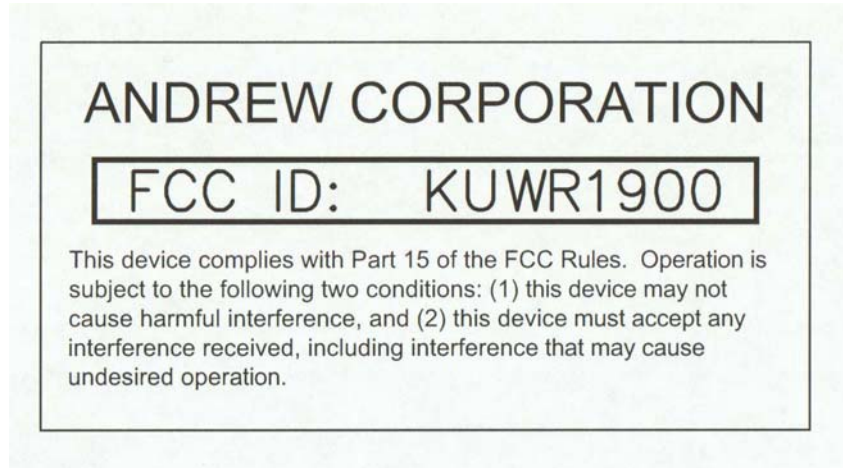 ANDREW CORPORATION
FCC ID: KUWR1900
This device complies with Part 15 of the FCC Rules. Operation is
subject to the following two conditions: (1) this device may not
cause harmful interference, and (2) this device must accept any
interference received, including interference that may cause
undesired operation.